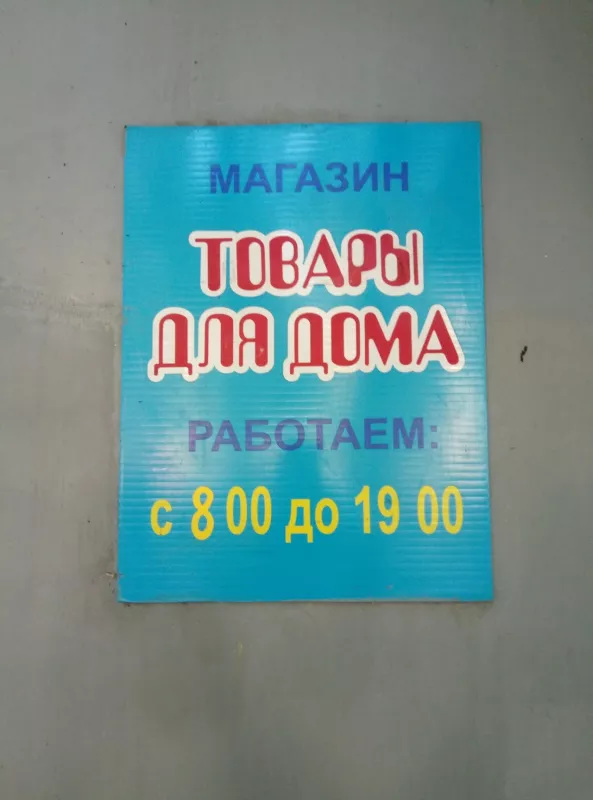 МАГАЗИН
ТОВАРЫ
ДЛЯ ДОМА
РАБОТАЕМ:
с 8 00 до 19 00